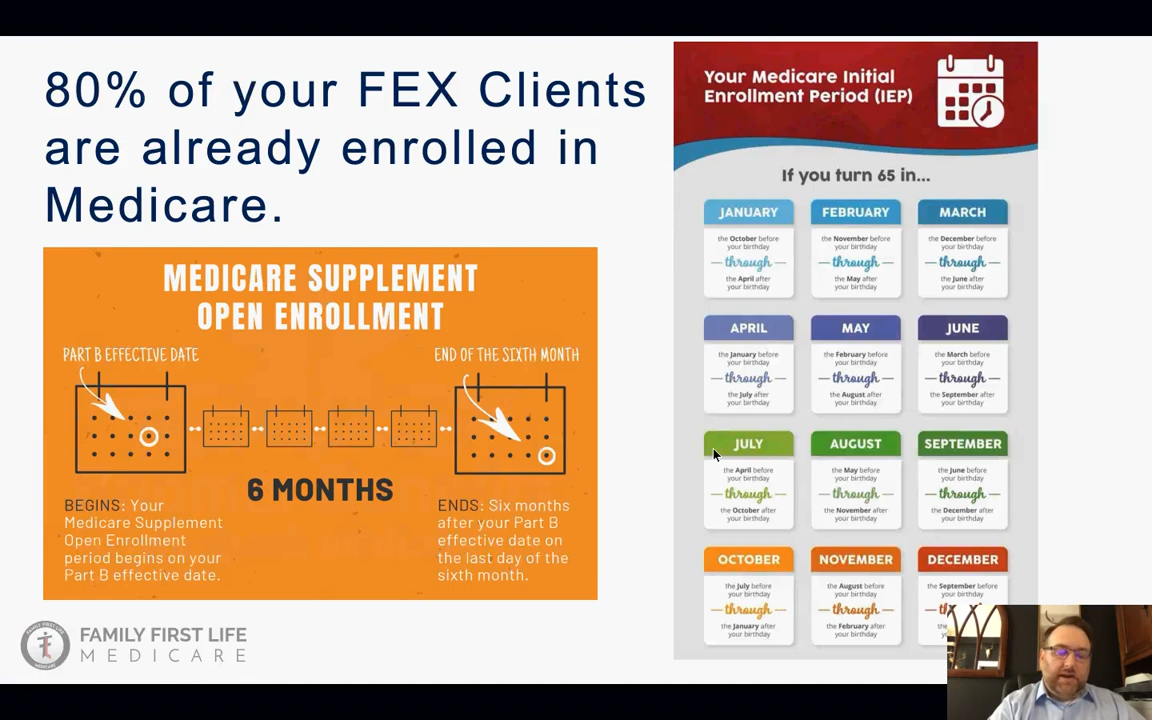 80% of your FEX Clients
are already enrolled in
Medicare.
MEDICARE SUPPLEMENT
OPEN ENROLLMENT
PART B EFFECTIVE DATE
END OF THE SIXTH MONTH
6 MONTHS
BEGINS: Your
Medicare Supplement
Open Enrollment
period begins on your
Part B effective date.
ENDS: Six months
after your Part B
effective date on
the last day of the
sixth month.
FAMILY FIRST LIFE
MEDICARE
Your Medicare Initial
Enrollment Period (IEP)
If you turn 65 in...
JANUARY
the October before
your birthday
through
the April after
your birthday
FEBRUARY
the November before
your birthday
through
the May after
your birthday
MARCH
the December before
your birthday
through
the June after
your birthday
APRIL
the January before
your birthday
through
the July after
your birthday
MAY
the February before
your birthday
through
the August after
your birthday
JUNE
the March before
your birthday
through
the September after
your birthday
JULY
the April before
your birthday
through
the October after
your birthday
AUGUST
the May before
your birthday
through
the November after
your birthday
SEPTEMBER
the June before
your birthday
through
the December after
your birthday
OCTOBER
the July before
your birthday
through
the January after
your birthday
NOVEMBER
the August before
your birthday
through
the February after
your birthday
DECEMBER
the September before
your birthday